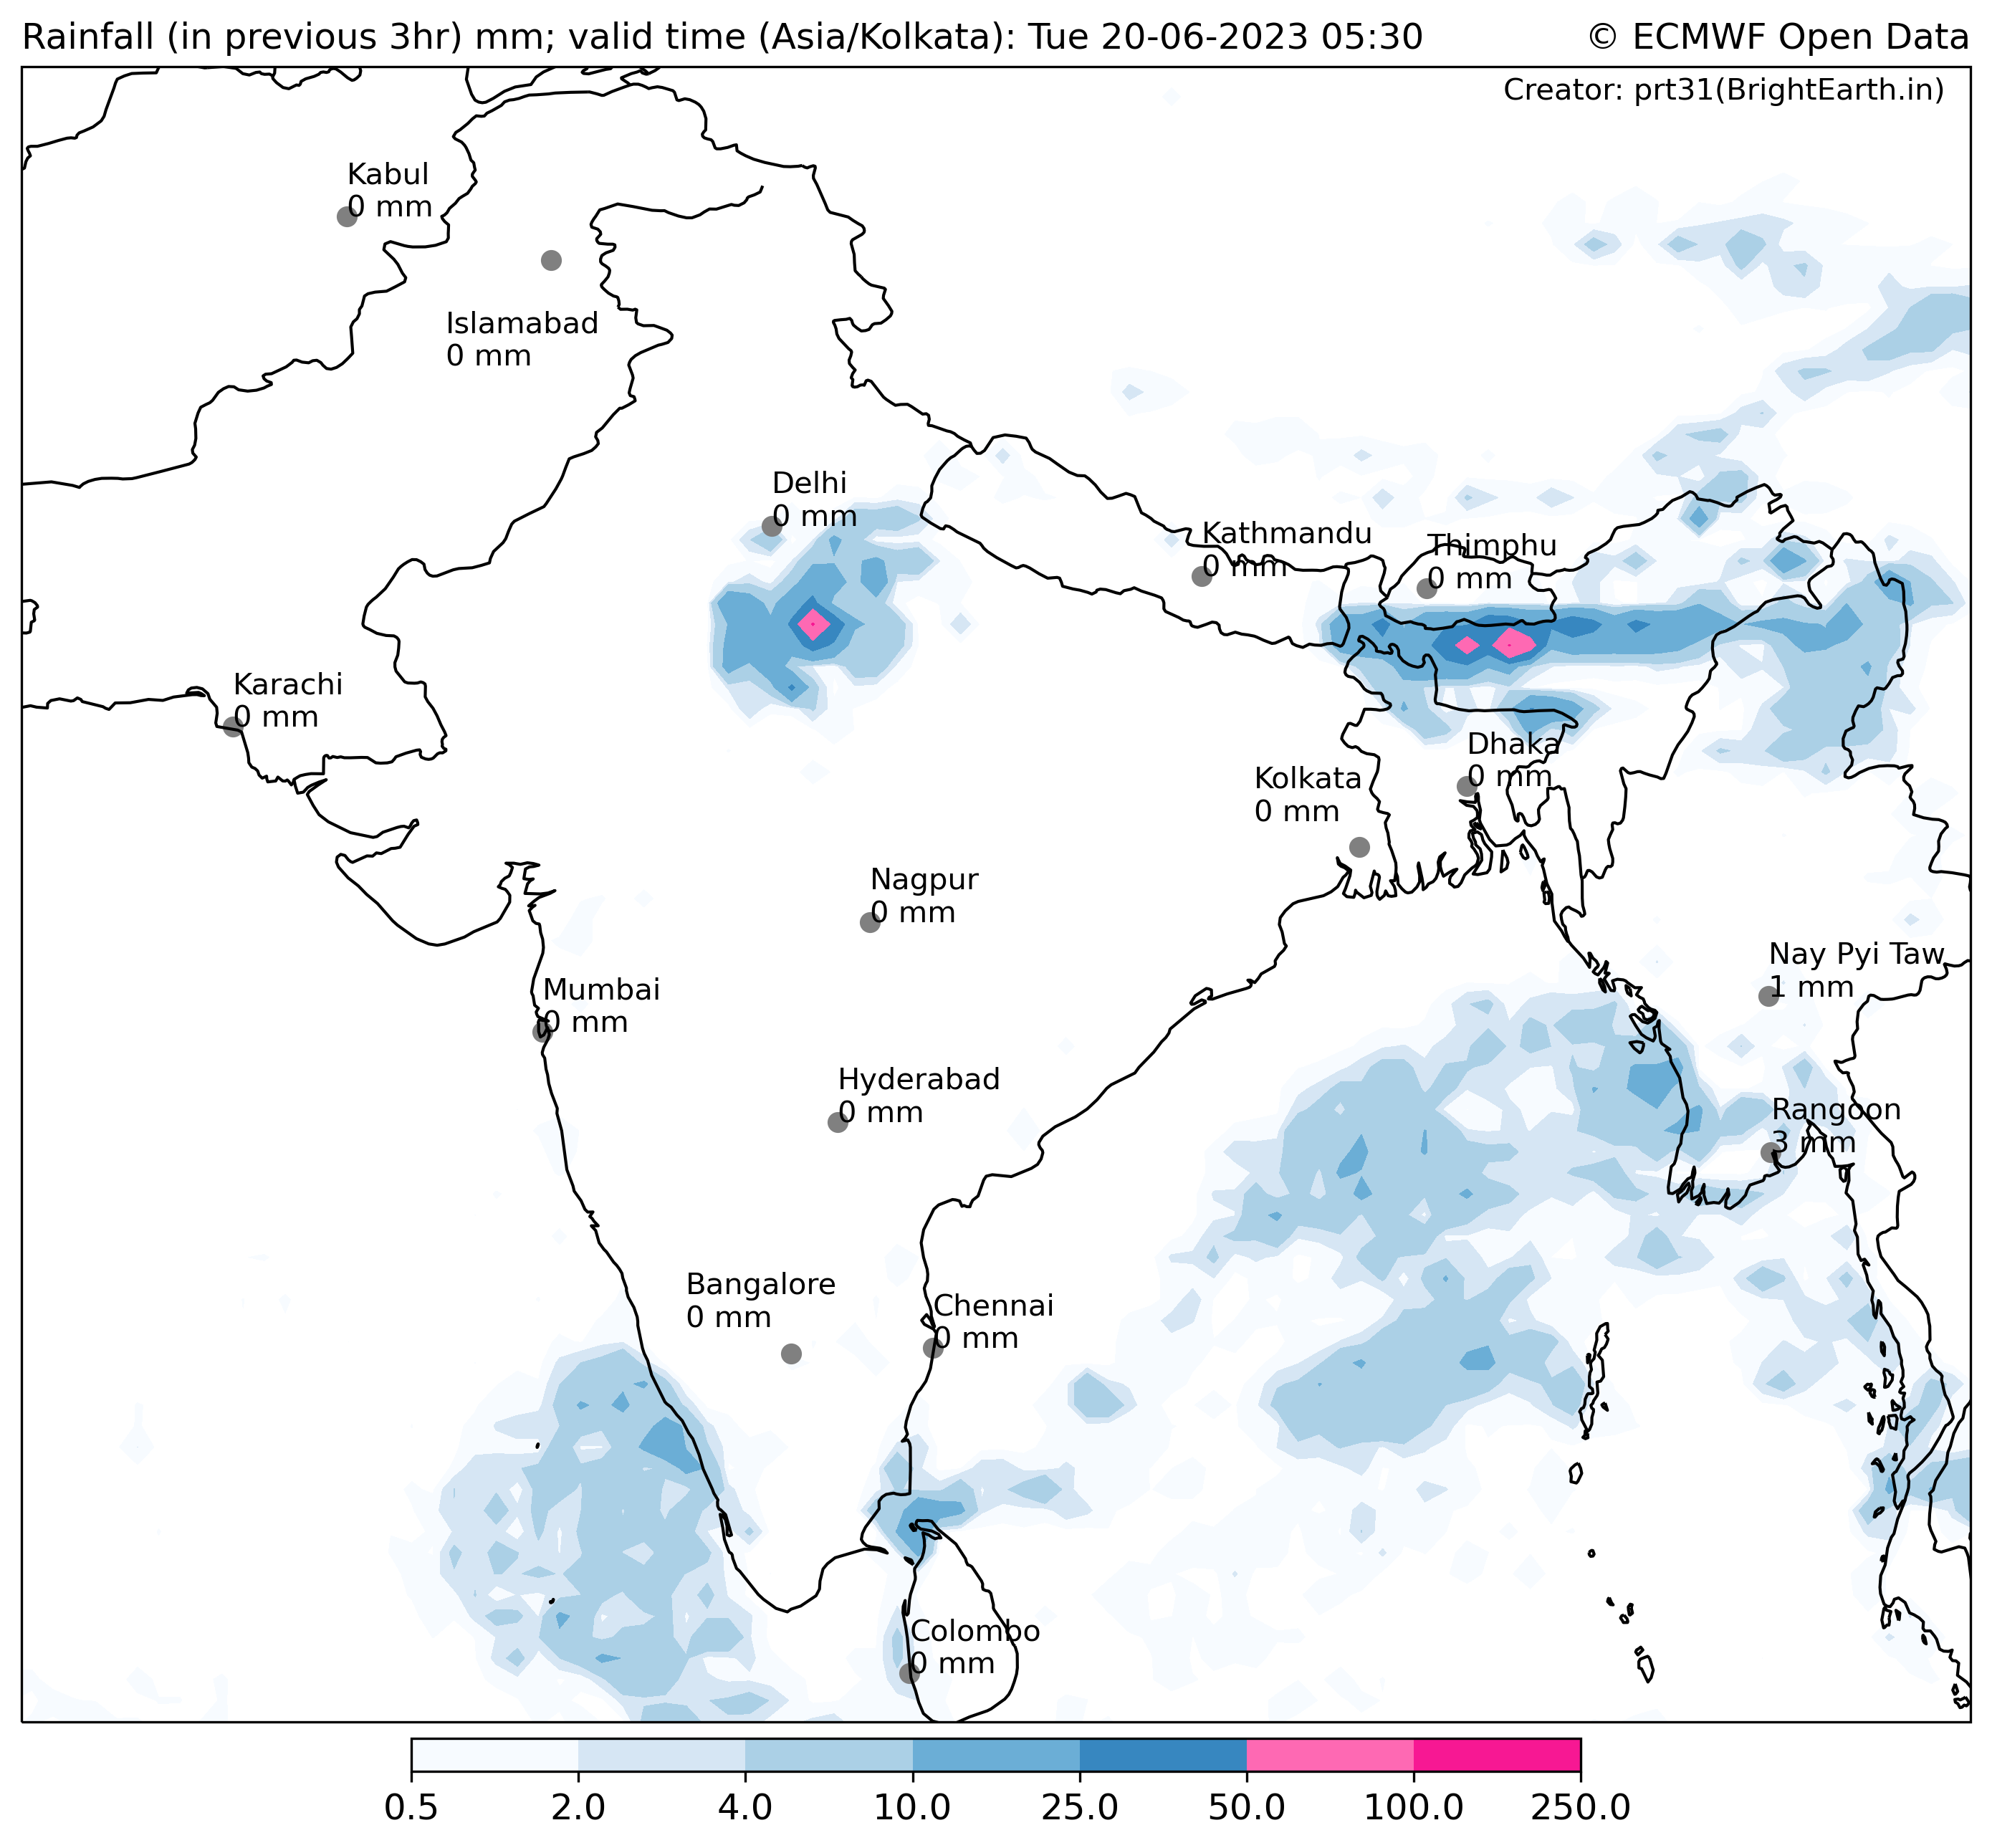 Rainfall (in previous 3hr) mm; valid time (Asia/Kolkata): Tue 20-06-2023 05:30
© ECMWF Open Data
Creator: prt31(BrightEarth.in)
Kabul
0 mm
Islamabad
0 mm
Delhi
0 mm
Kathmandu
0 mm
Thimphu
0 mm
Karachi
0 mm
Dhaka
0 mm
Kolkata
0 mm
Nagpur
0 mm
Nay Pyi Taw
1 mm
Mumbai
0 mm
Hyderabad
0 mm
Rangoon
3 mm
Bangalore
0 mm
Chennai
0 mm
Colombo
0 mm
0.5 2.0 4.0 10.0 25.0 50.0 100.0 250.0